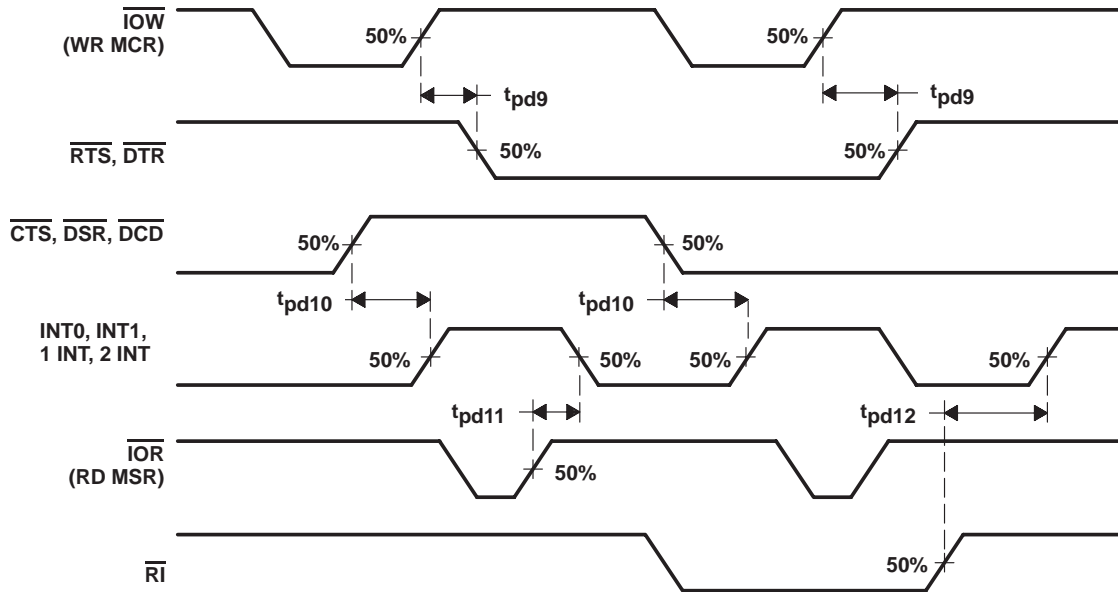 IOW
(WR MCR)
50%
50%
tpd9
tpd9
RTS, DTR
50%
50%
CTS, DSR, DCD
50%
50%
tpd10
tpd10
INT0, INT1,
1 INT, 2 INT
50%
50%
50%
50%
tpd11
tpd12
IOR
(RD MSR)
50%
RI
50%